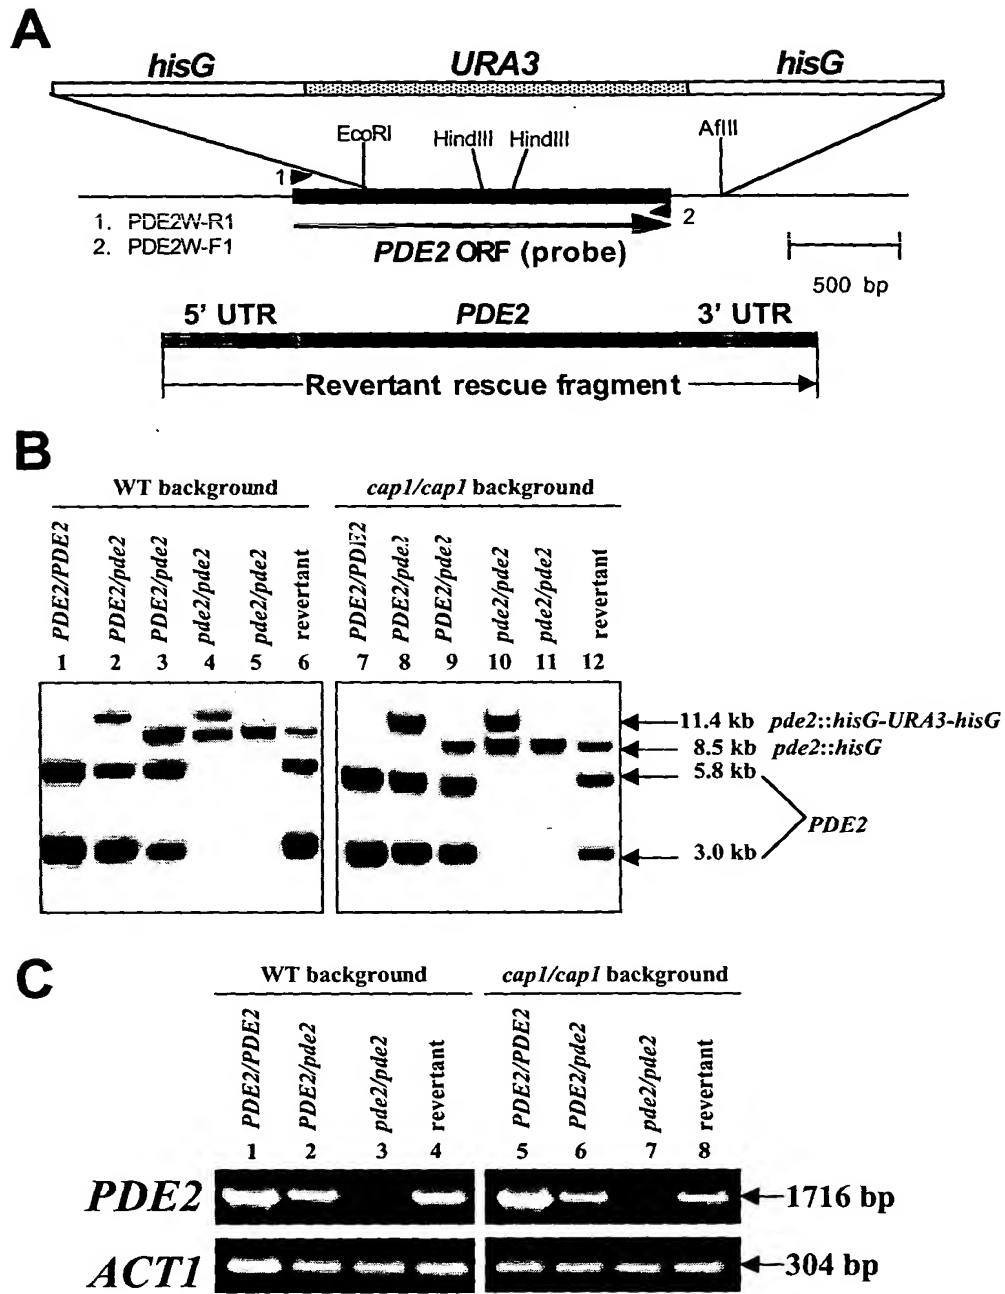 A
hisG URA3 hisG
EcoRI HindIII HindIII AflII
1
2
1. PDE2W-R1
2. PDE2W-F1
PDE2 ORF (probe)
500 bp
5' UTR PDE2 3' UTR
Revertant rescue fragment
B
WT background cap1/cap1 background
PDE2/PDE2 PDE2/pde2 PDE2/pde2 pde2/pde2 pde2/pde2 revertant PDE2/PDE2 PDE2/pde2 PDE2/pde2 pde2/pde2 pde2/pde2 revertant
1 2 3 4 5 6 7 8 9 10 11 12
11.4 kb pde2::hisG-URA3-hisG
8.5 kb pde2::hisG
5.8 kb
PDE2
3.0 kb
C
WT background cap1/cap1 background
PDE2/PDE2 PDE2/pde2 pde2/pde2 revertant PDE2/PDE2 PDE2/pde2 pde2/pde2 revertant
1 2 3 4 5 6 7 8
PDE2 1716 bp
ACT1 304 bp